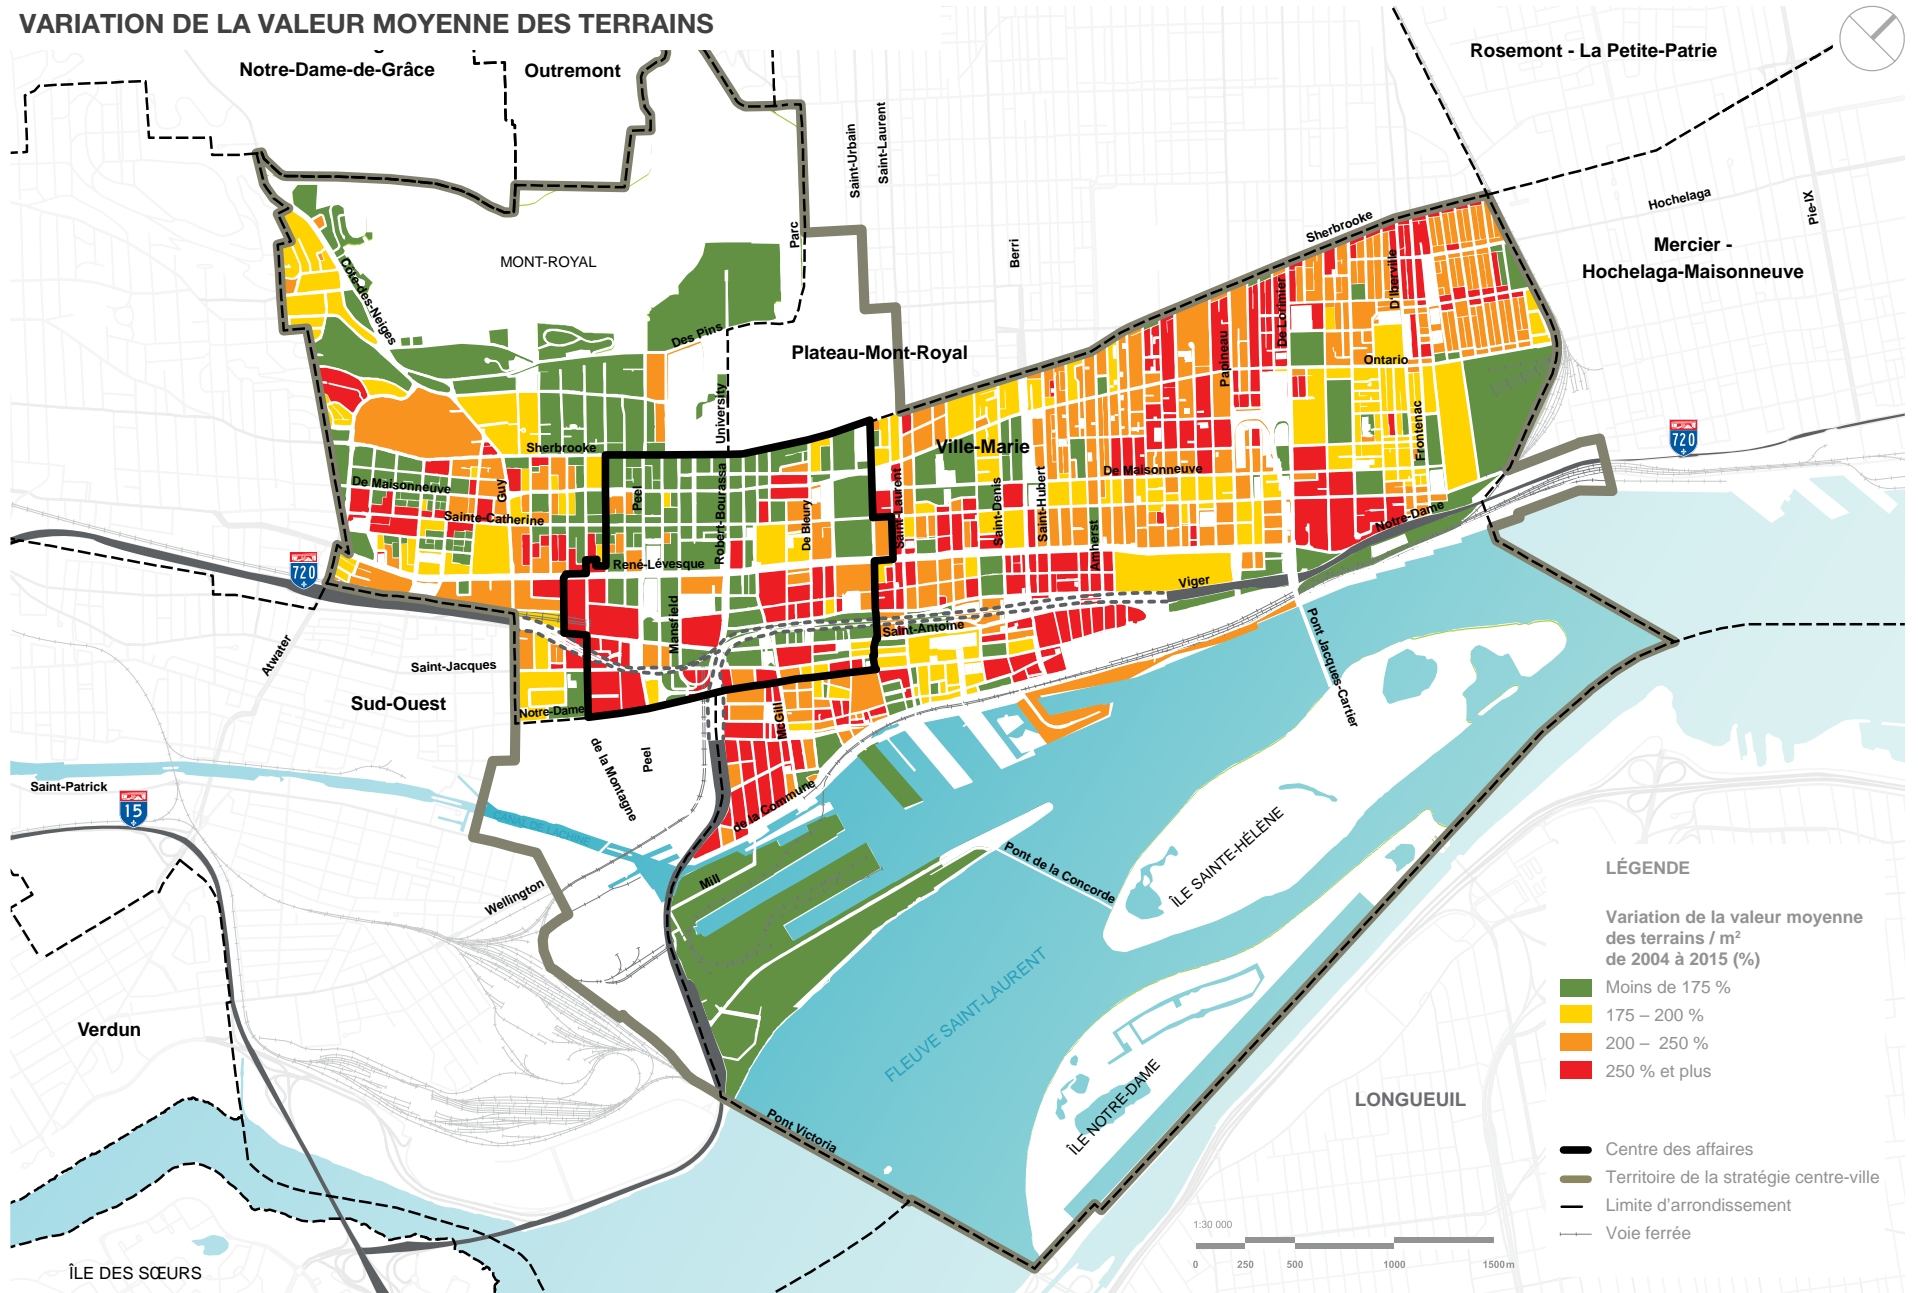 VARIATION DE LA VALEUR MOYENNE DES TERRAINS
Notre-Dame-de-Grâce
Outremont
Rosemont - La Petite-Patrie
Saint-Urbain
Saint-Laurent
Hochelaga
Pie-IX
Mercier -
Hochelaga-Maisonneuve
Sherbrooke
Parc
Berri
MONT-ROYAL
Côte-des-Neiges
Des Pins
D'Iberville
De Lorimier
Papineau
Plateau-Mont-Royal
Ontario
University
Frontenac
Sherbrooke
Ville-Marie
720
De Maisonneuve
Guy
Peel
Robert-Bourassa
De Bleury
Saint-Laurent
Saint-Denis
Saint-Hubert
De Maisonneuve
Sainte-Catherine
Notre-Dame
Amherst
720
René-Lévesque
Viger
Mansfield
Saint-Antoine
Pont Jacques-Cartier
Atwater
Saint-Jacques
Sud-Ouest
Notre-Dame
McGill
de la Montagne
Peel
Saint-Patrick
15
CANAL DE LACHINE
de la Commune
Mill
Wellington
Pont de la Concorde
ÎLE SAINTE-HÉLÈNE
FLEUVE SAINT-LAURENT
ÎLE NOTRE-DAME
Verdun
Pont Victoria
LONGUEUIL
ÎLE DES SŒURS
LÉGENDE
Variation de la valeur moyenne
des terrains / m²
de 2004 à 2015 (%)
Moins de 175 %
175 – 200 %
200 – 250 %
250 % et plus
Centre des affaires
Territoire de la stratégie centre-ville
Limite d'arrondissement
Voie ferrée
1:30 000
0 250 500 1000 1500m